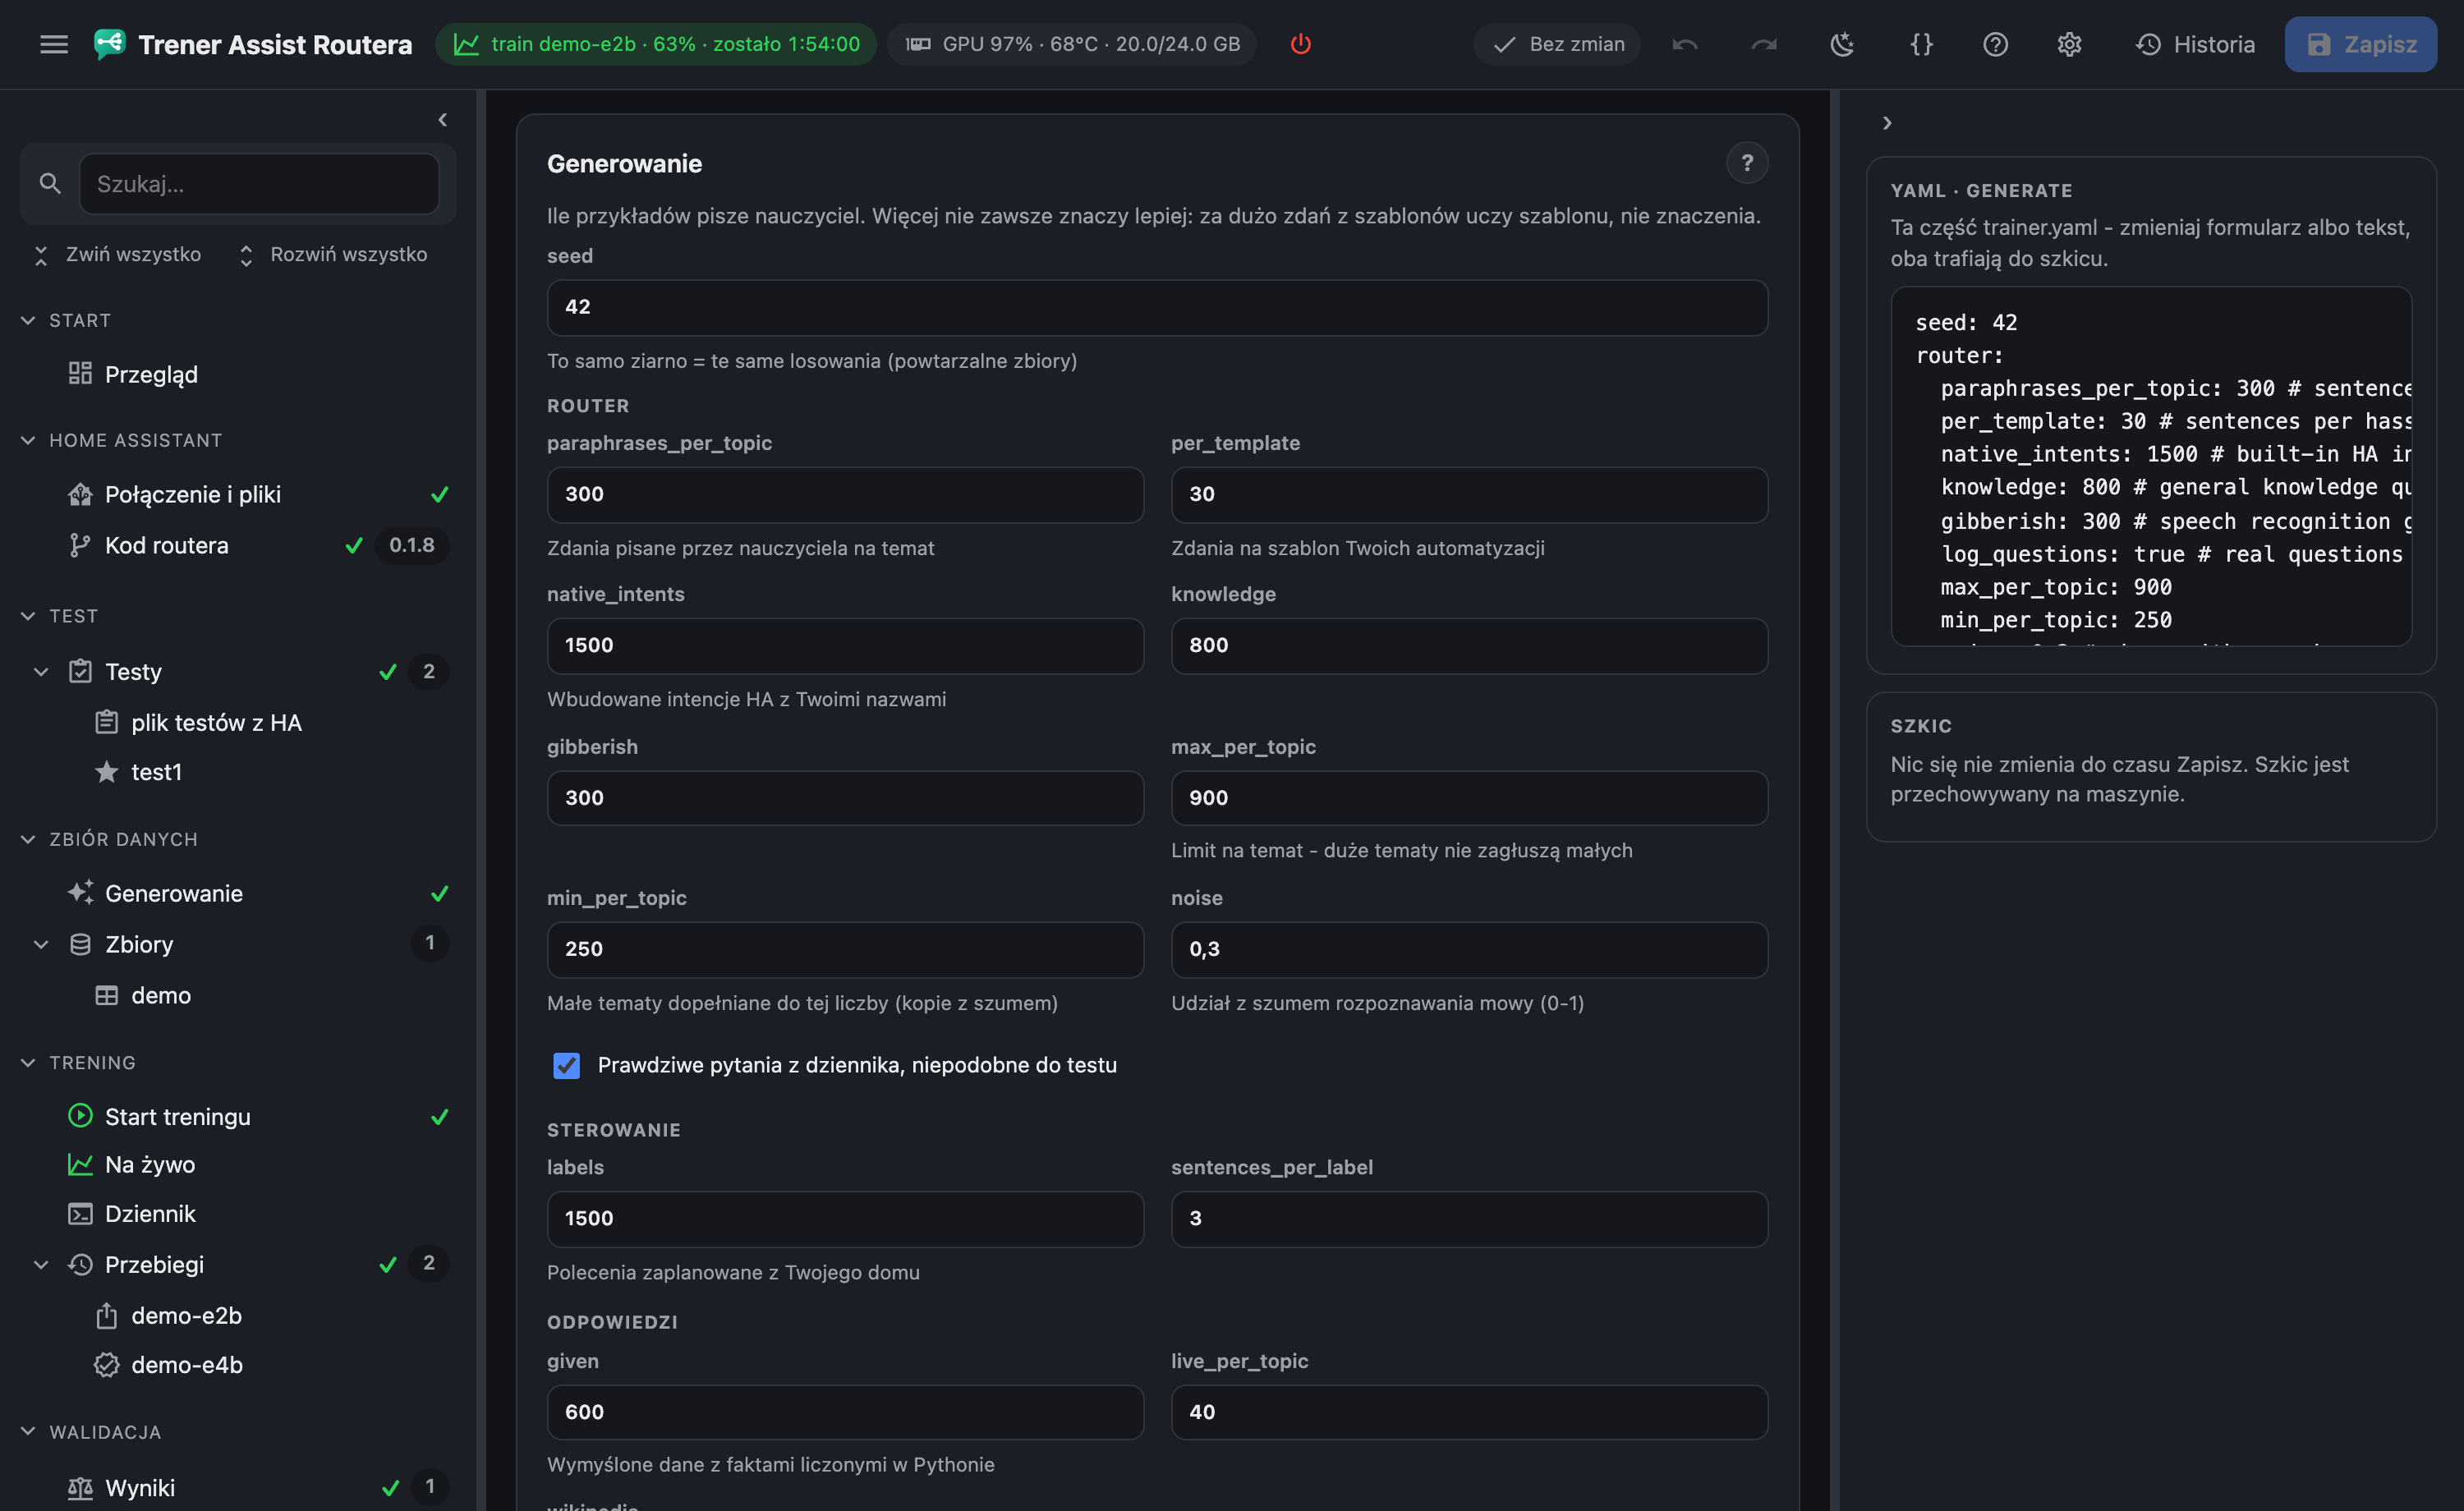 Trener Assist Routera
train demo-e2b · 63% · zostało 1:54:00
GPU 97% · 68°C · 20.0/24.0 GB
Bez zmian
Historia
Zapisz
Szukaj...
Zwiń wszystko
Rozwiń wszystko
START
Przegląd
HOME ASSISTANT
Połączenie i pliki
Kod routera
0.1.8
TEST
Testy
2
plik testów z HA
test1
ZBIÓR DANYCH
Generowanie
Zbiory
1
demo
TRENING
Start treningu
Na żywo
Dziennik
Przebiegi
2
demo-e2b
demo-e4b
WALIDACJA
Wyniki
1
Generowanie
?
Ile przykładów pisze nauczyciel. Więcej nie zawsze znaczy lepiej: za dużo zdań z szablonów uczy szablonu, nie znaczenia.
seed
42
To samo ziarno = te same losowania (powtarzalne zbiory)
ROUTER
paraphrases_per_topic
300
Zdania pisane przez nauczyciela na temat
per_template
30
Zdania na szablon Twoich automatyzacji
native_intents
1500
Wbudowane intencje HA z Twoimi nazwami
knowledge
800
gibberish
300
max_per_topic
900
Limit na temat - duże tematy nie zagłuszą małych
min_per_topic
250
Małe tematy dopełniane do tej liczby (kopie z szumem)
noise
0,3
Udział z szumem rozpoznawania mowy (0-1)
Prawdziwe pytania z dziennika, niepodobne do testu
STEROWANIE
labels
1500
Polecenia zaplanowane z Twojego domu
sentences_per_label
3
ODPOWIEDZI
given
600
Wymyślone dane z faktami liczonymi w Pythonie
live_per_topic
40
YAML · GENERATE
Ta część trainer.yaml - zmieniaj formularz albo tekst,
oba trafiają do szkicu.
seed: 42
router:
paraphrases_per_topic: 300 # sentence
per_template: 30 # sentences per hass
native_intents: 1500 # built-in HA in
knowledge: 800 # general knowledge qu
gibberish: 300 # speech recognition g
log_questions: true # real questions
max_per_topic: 900
min_per_topic: 250
SZKIC
Nic się nie zmienia do czasu Zapisz. Szkic jest
przechowywany na maszynie.